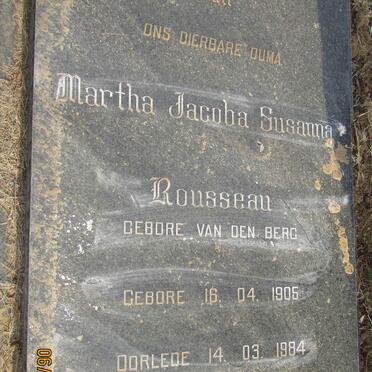 ONS DIERBARE OUMA
Martha Jacoba Susanna
Rousseau
GEBORE VAN DEN BERG
GEBORE 16. 04. 1905
OORLEDE 14. 03. 1984